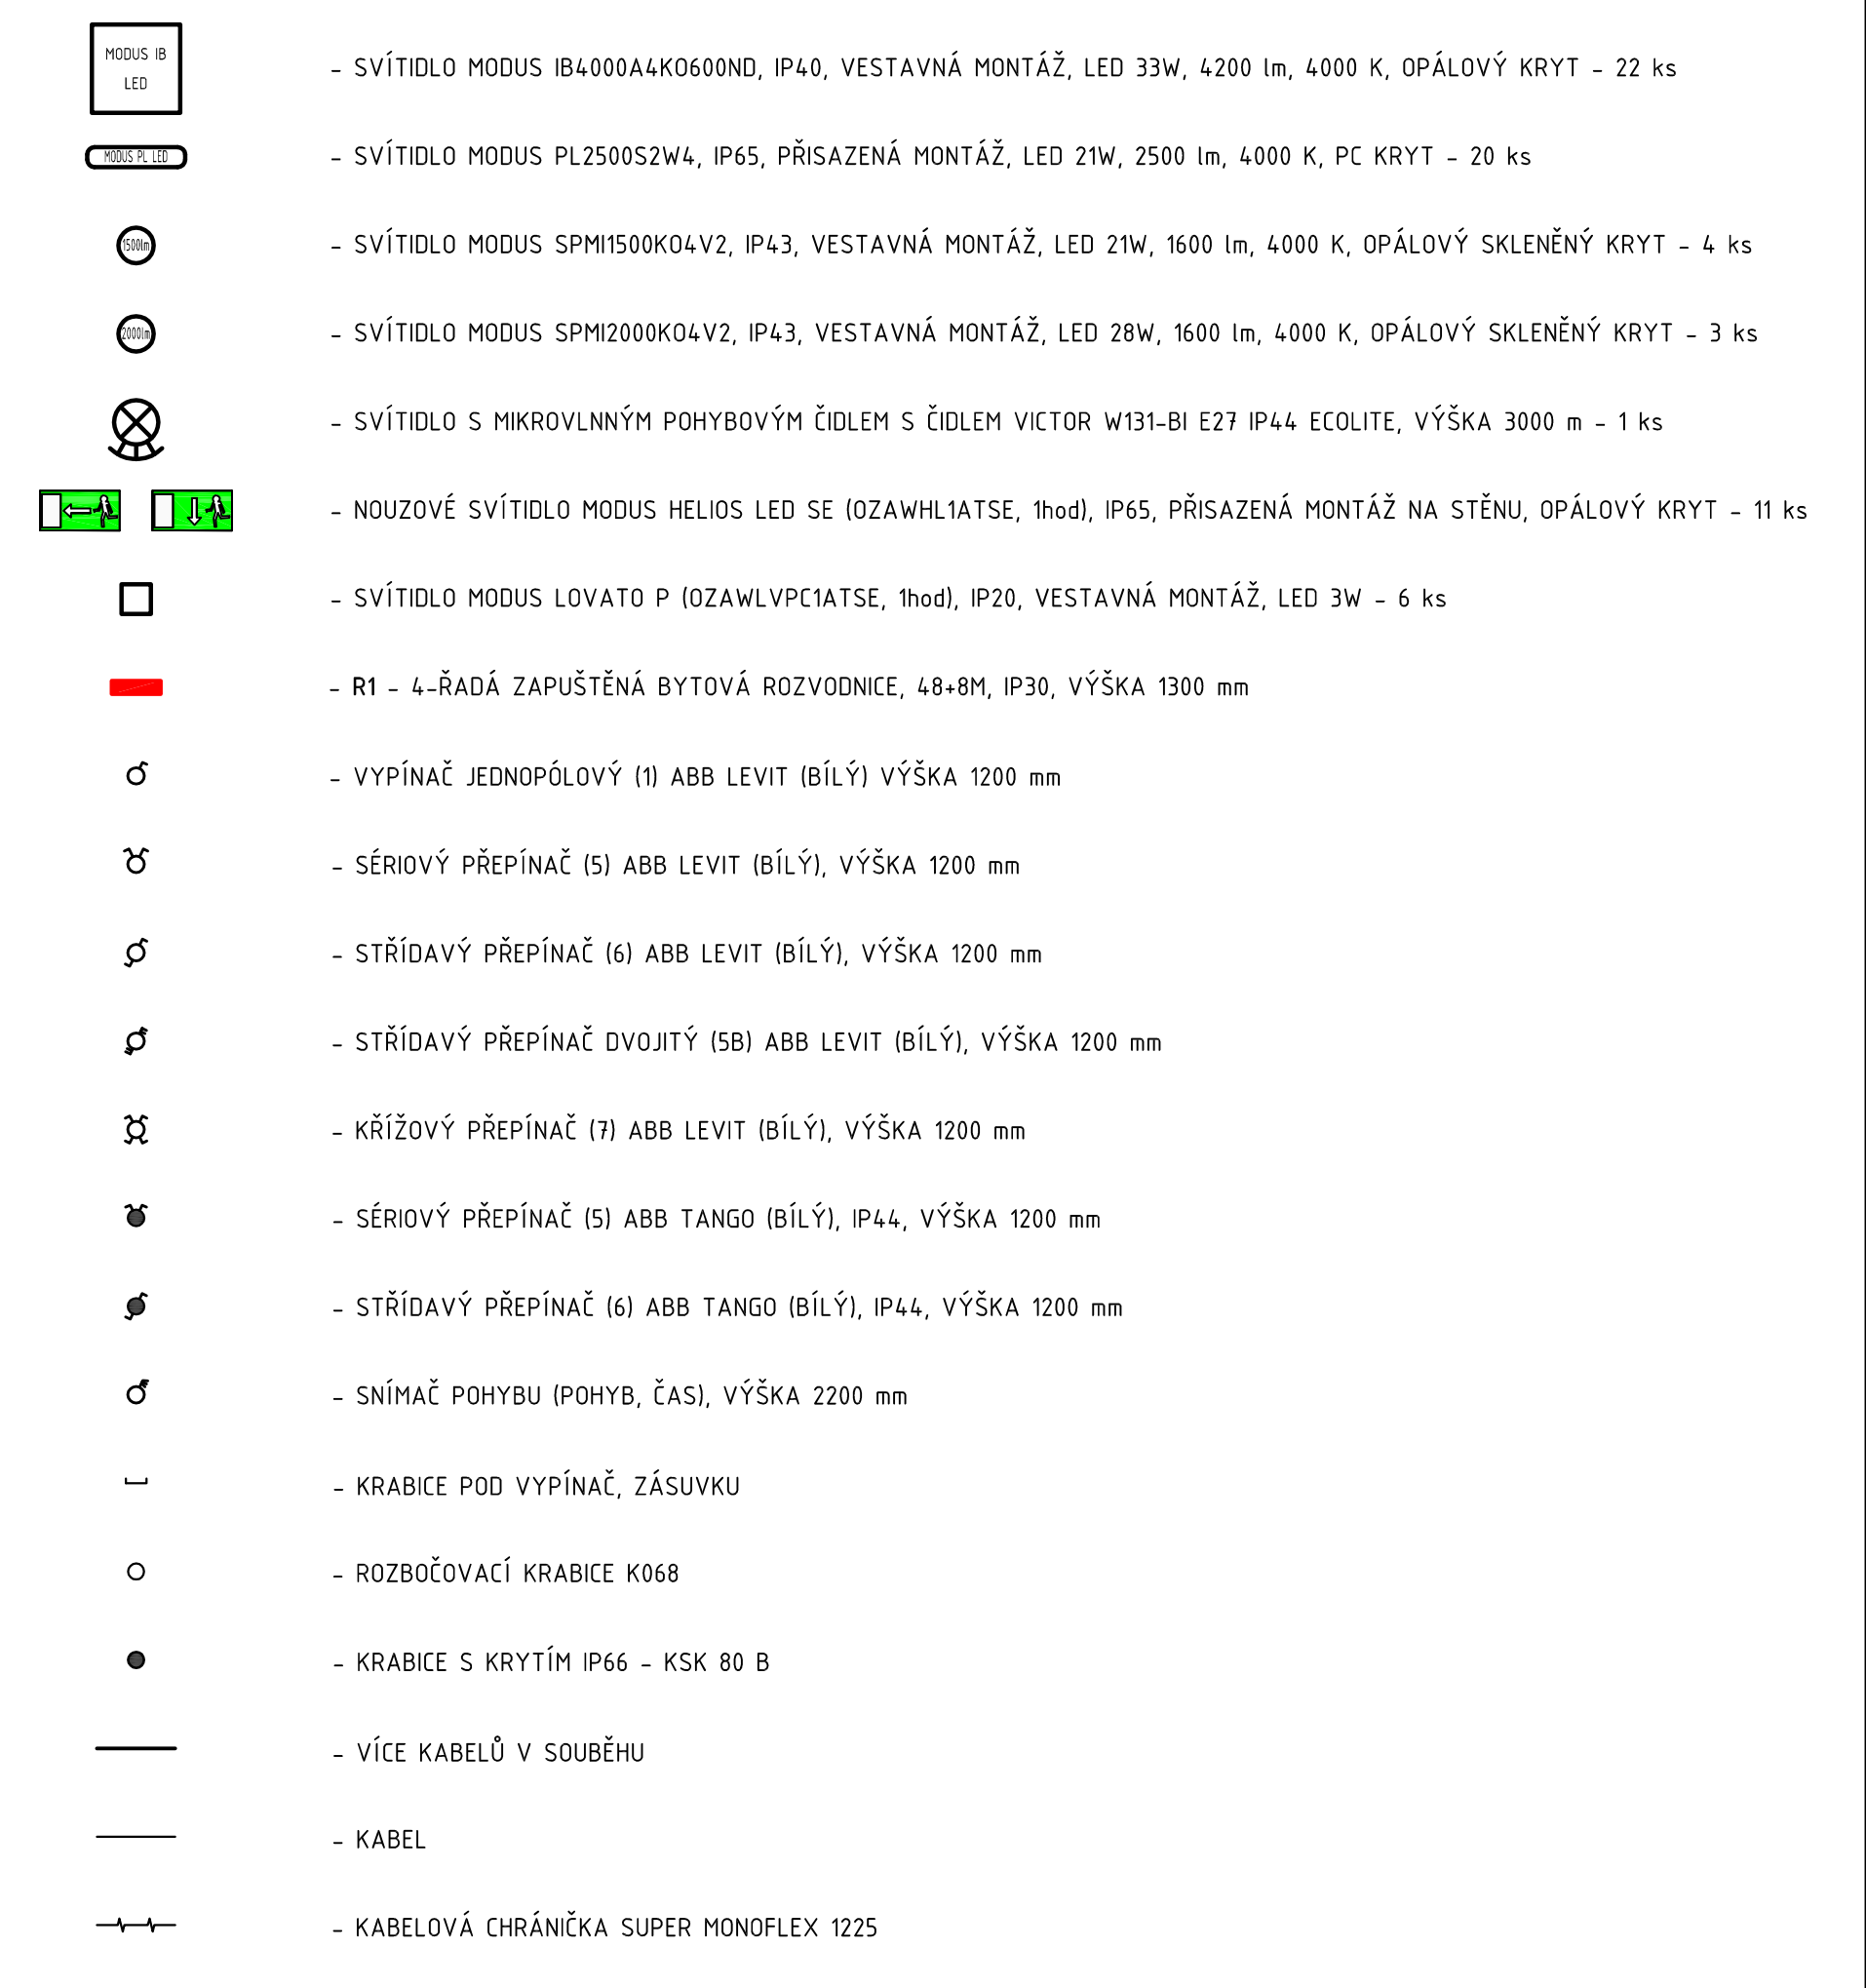 MODUS IB
LED
- SVÍTIDLO MODUS IB4000A4KO600ND, IP40, VESTAVNÁ MONTÁŽ, LED 33W, 4200 lm, 4000 K, OPÁLOVÝ KRYT - 22 ks
MODUS PL LED
- SVÍTIDLO MODUS PL2500S2W4, IP65, PŘISAZENÁ MONTÁŽ, LED 21W, 2500 lm, 4000 K, PC KRYT - 20 ks
1500lm
- SVÍTIDLO MODUS SPMI1500KO4V2, IP43, VESTAVNÁ MONTÁŽ, LED 21W, 1600 lm, 4000 K, OPÁLOVÝ SKLENĚNÝ KRYT - 4 ks
2000lm
- SVÍTIDLO MODUS SPMI2000KO4V2, IP43, VESTAVNÁ MONTÁŽ, LED 28W, 1600 lm, 4000 K, OPÁLOVÝ SKLENĚNÝ KRYT - 3 ks
- SVÍTIDLO S MIKROVLNNÝM POHYBOVÝM ČIDLEM S ČIDLEM VICTOR W131-BI E27 IP44 ECOLITE, VÝŠKA 3000 m - 1 ks
- NOUZOVÉ SVÍTIDLO MODUS HELIOS LED SE (OZAWHL1ATSE, 1hod), IP65, PŘISAZENÁ MONTÁŽ NA STĚNU, OPÁLOVÝ KRYT - 11 ks
- SVÍTIDLO MODUS LOVATO P (OZAWLVPC1ATSE, 1hod), IP20, VESTAVNÁ MONTÁŽ, LED 3W - 6 ks
- R1 - 4-ŘADÁ ZAPUŠTĚNÁ BYTOVÁ ROZVODNICE, 48+8M, IP30, VÝŠKA 1300 mm
- VYPÍNAČ JEDNOPÓLOVÝ (1) ABB LEVIT (BÍLÝ) VÝŠKA 1200 mm
- SÉRIOVÝ PŘEPÍNAČ (5) ABB LEVIT (BÍLÝ), VÝŠKA 1200 mm
- STŘÍDAVÝ PŘEPÍNAČ (6) ABB LEVIT (BÍLÝ), VÝŠKA 1200 mm
- STŘÍDAVÝ PŘEPÍNAČ DVOJITÝ (5B) ABB LEVIT (BÍLÝ), VÝŠKA 1200 mm
- KŘÍŽOVÝ PŘEPÍNAČ (7) ABB LEVIT (BÍLÝ), VÝŠKA 1200 mm
- SÉRIOVÝ PŘEPÍNAČ (5) ABB TANGO (BÍLÝ), IP44, VÝŠKA 1200 mm
- STŘÍDAVÝ PŘEPÍNAČ (6) ABB TANGO (BÍLÝ), IP44, VÝŠKA 1200 mm
- SNÍMAČ POHYBU (POHYB, ČAS), VÝŠKA 2200 mm
- KRABICE POD VYPÍNAČ, ZÁSUVKU
- ROZBOČOVACÍ KRABICE K068
- KRABICE S KRYTÍM IP66 - KSK 80 B
- VÍCE KABELŮ V SOUBĚHU
- KABEL
- KABELOVÁ CHRÁNIČKA SUPER MONOFLEX 1225